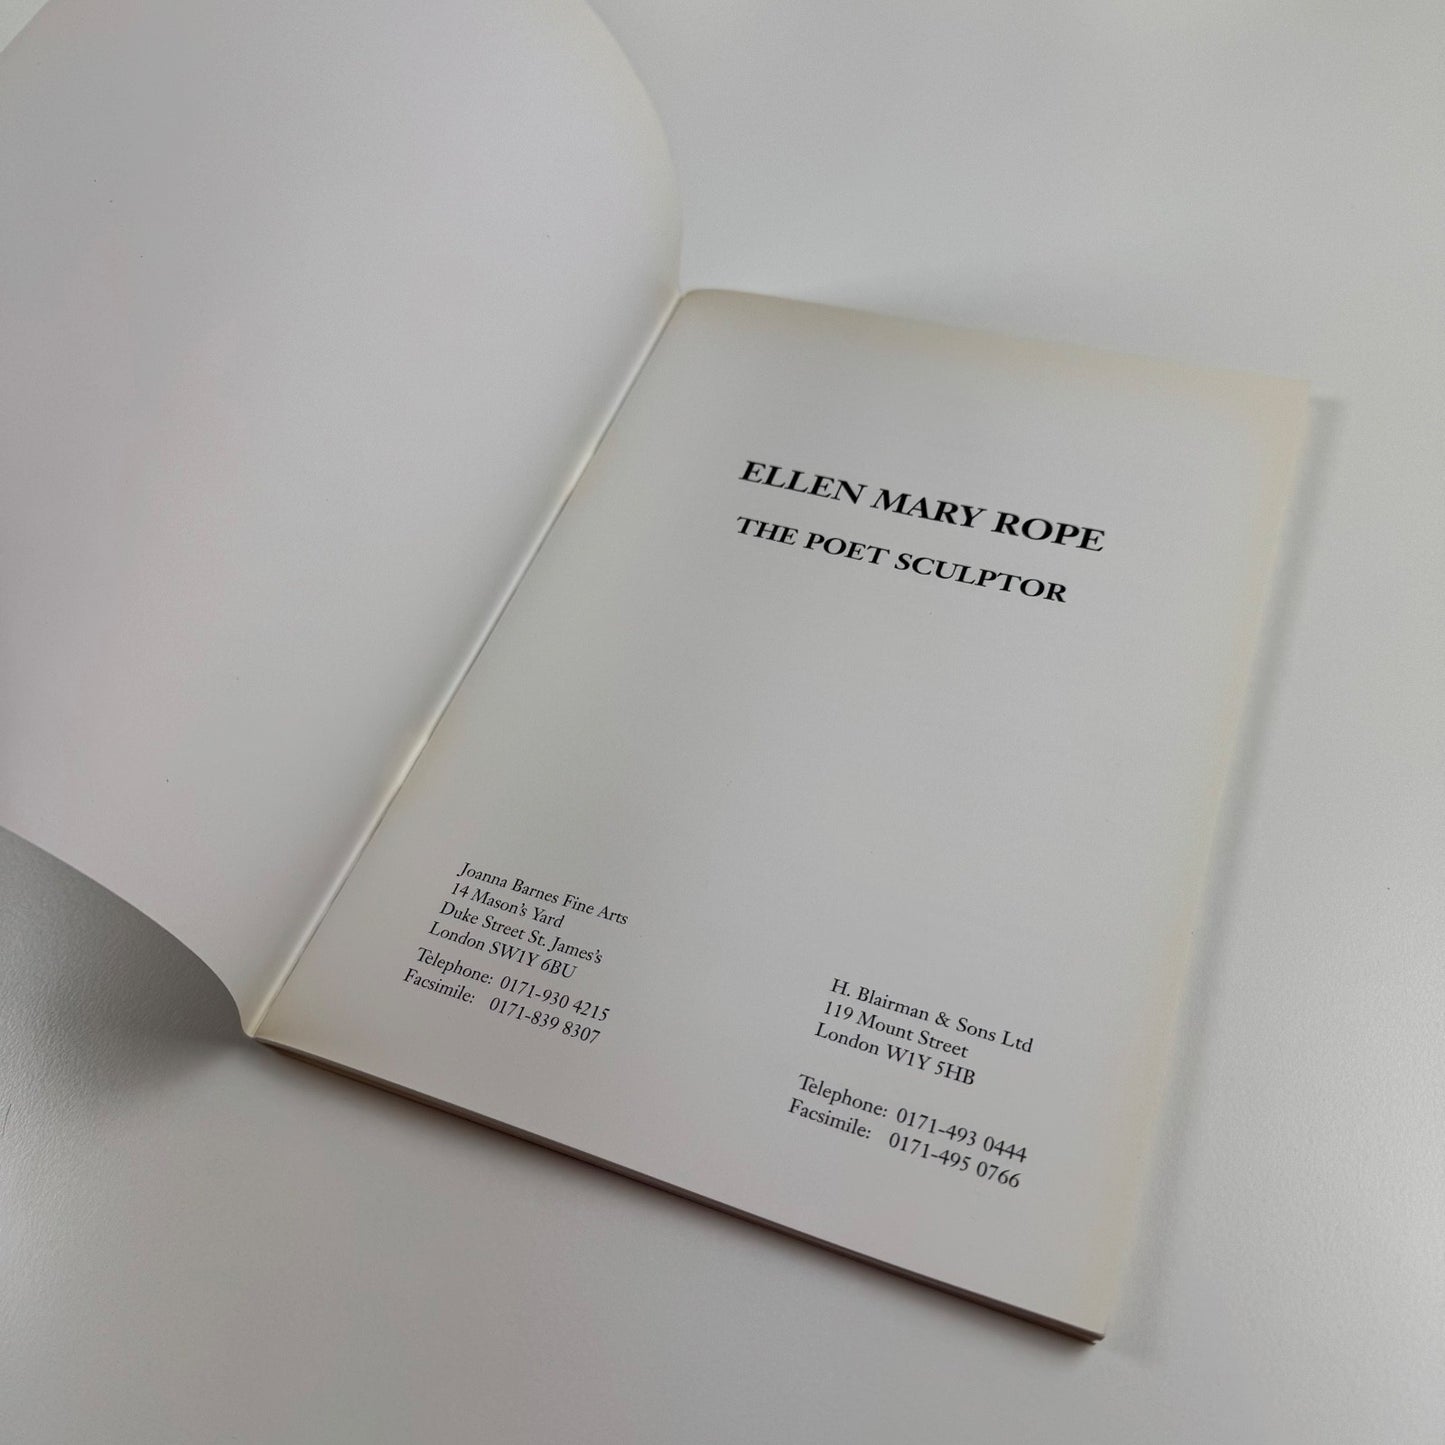 ELLEN MARY ROPE
THE POET SCULPTOR
Joanna Barnes Fine Arts
14 Mason's Yard
Duke Street St. James's
London SW1Y 6BU
Telephone: 0171-930 4215
Facsimile: 0171-839 8307
H. Blairman & Sons Ltd
119 Mount Street
London W1Y 5HB
Telephone: 0171-493 0444
Facsimile: 0171-495 0766